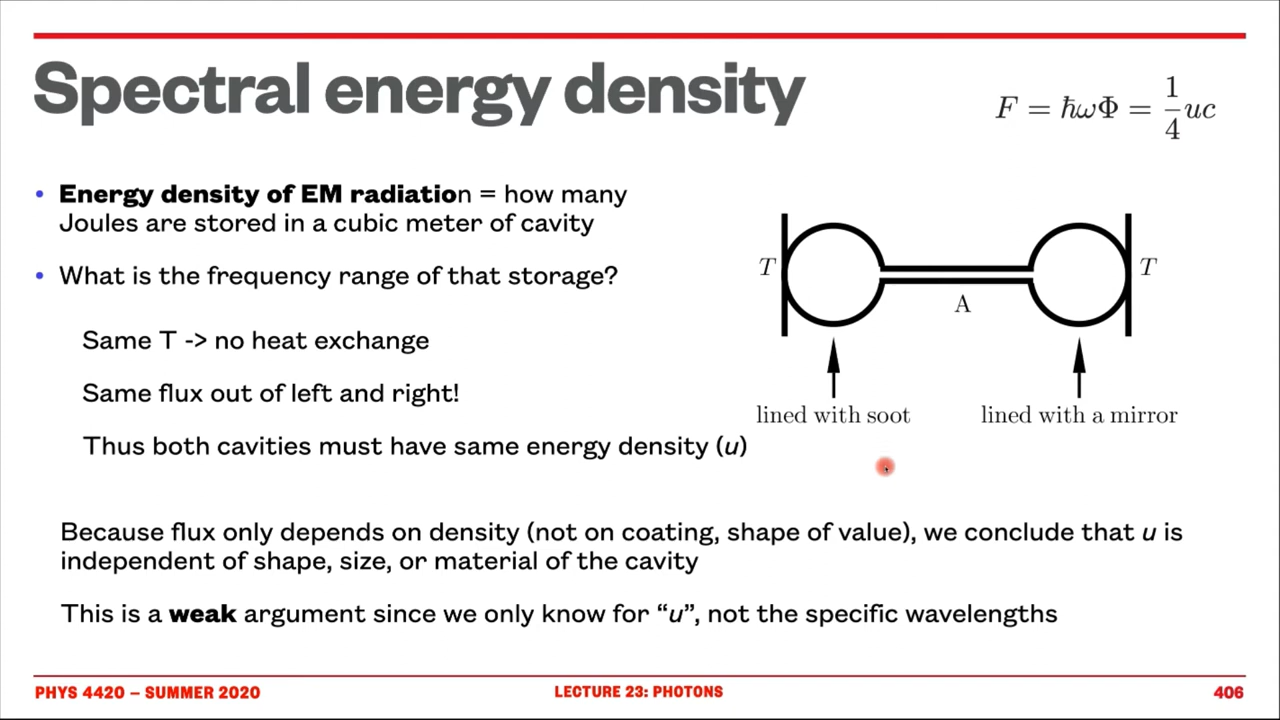 Spectral energy density
F = ħωΦ = 1/4 uc
• Energy density of EM radiation = how many
Joules are stored in a cubic meter of cavity
• What is the frequency range of that storage?
Same T -> no heat exchange
Same flux out of left and right!
Thus both cavities must have same energy density (u)
T
T
A
lined with soot
lined with a mirror
Because flux only depends on density (not on coating, shape of value), we conclude that u is
independent of shape, size, or material of the cavity
This is a weak argument since we only know for “u”, not the specific wavelengths
PHYS 4420 – SUMMER 2020
LECTURE 23: PHOTONS
406